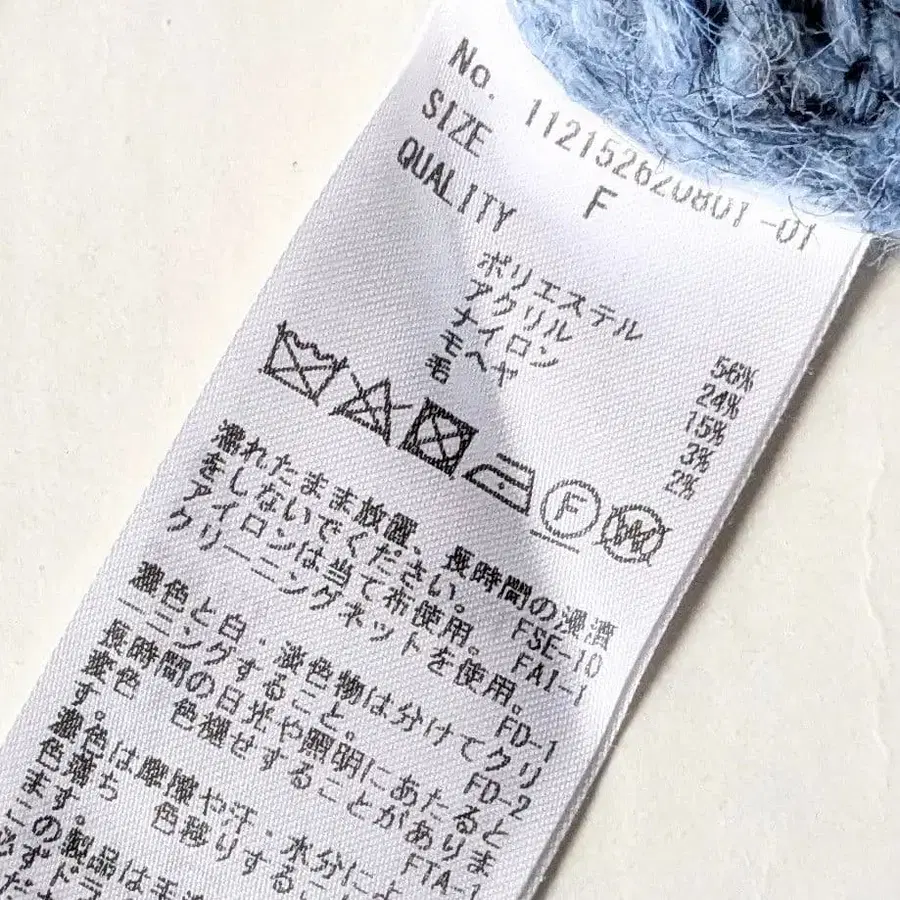 No. 112152620801-01
SIZE F
QUALITY
ポリエステル 56%
アクリル 24%
ナイロン 15%
モヘヤ 3%
毛 2%
F
W
濡れたまま放置、長時間の浸漬
をしないでください。 FSE-10
アイロンは当て布使用。 FAI-1
クリーニングネットを使用。
FD-1
濃色と白・淡色物は分けてクリ
ーニングすること。 FD-2
長時間の日光や照明にあたると
変色 色褪せすることがありま
す。 FTA-1
濃色は摩擦や汗・水分によ
色落ち 色移りするこ
ます。
この製品は毛
必ずドラ